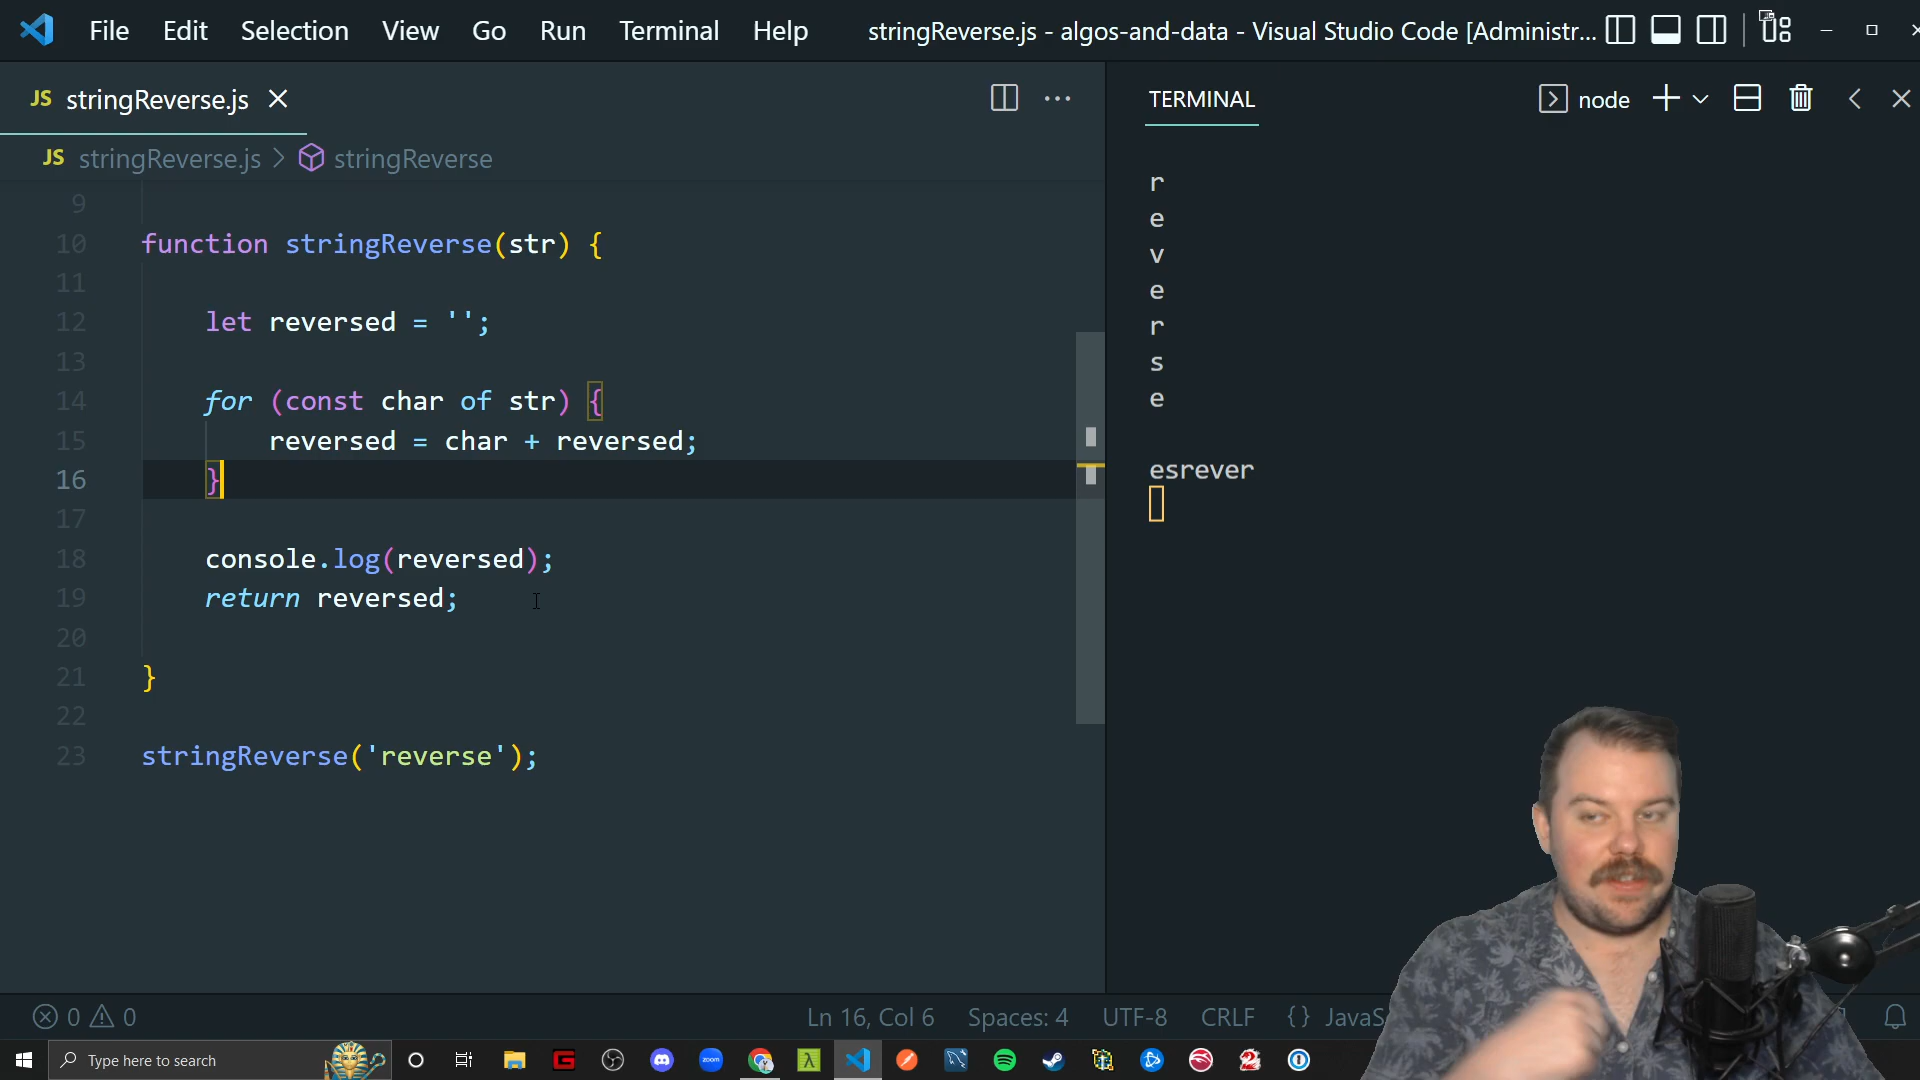 File Edit Selection View Go Run Terminal Help stringReverse.js - algos-and-data - Visual Studio Code [Administr...
JS stringReverse.js
JS stringReverse.js > stringReverse
9
10 function stringReverse(str) {
11
12 let reversed = '';
13
14 for (const char of str) {
15 reversed = char + reversed;
16 }
17
18 console.log(reversed);
19 return reversed;
20
21 }
22
23 stringReverse('reverse');
TERMINAL
node
r
e
v
e
r
s
e
esrever
0 0 Ln 16, Col 6 Spaces: 4 UTF-8 CRLF {} JavaS
Type here to search
zoom